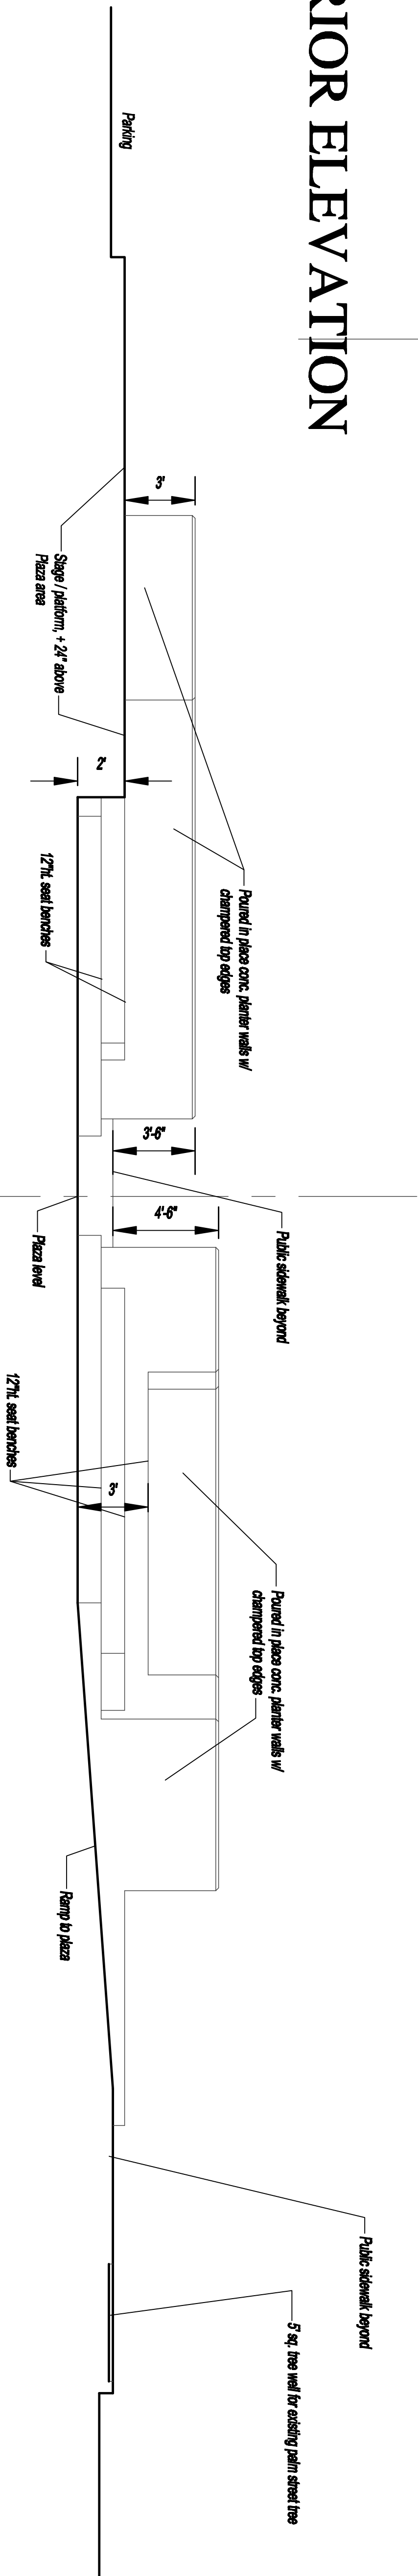 RIOR ELEVATION
Parking
3'
Stage / platform, + 24" above
Plaza area
2'
12"ht. seat benches
Poured in place conc. planter walls w/
champered top edges
3'-6"
4'-6"
Public sidewalk beyond
Plaza level
12"ht. seat benches
3'
Poured in place conc. planter walls w/
champered top edges
Ramp to plaza
Public sidewalk beyond
5' sq. tree well for existing palm street tree